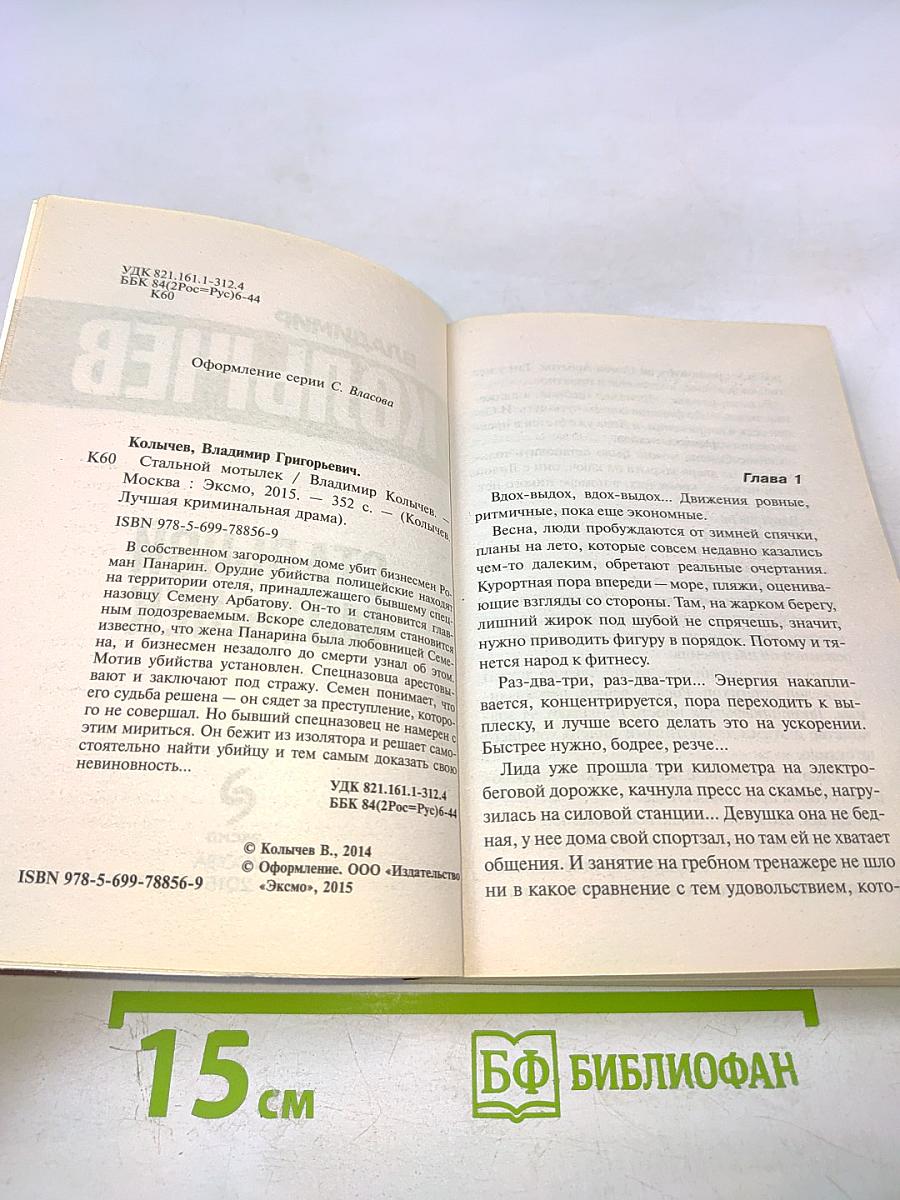 УДК 821.161.1-312.4
ББК 84(2Рос=Рус)6-44
К60
Оформление серии С. Власова
Колычев, Владимир Григорьевич.
К60 Стальной мотылек / Владимир Колычев. —
Москва : Эксмо, 2015. — 352 с. — (Колычев.
Лучшая криминальная драма).
ISBN 978-5-699-78856-9
В собственном загородном доме убит бизнесмен Ро-
ман Панарин. Орудие убийства полицейские находят
на территории отеля, принадлежащего бывшему спец-
назовцу Семену Арбатову. Он-то и становится глав-
ным подозреваемым. Вскоре следователям становится
известно, что жена Панарина была любовницей Семе-
на, и бизнесмен незадолго до смерти узнал об этом.
Мотив убийства установлен. Спецназовца арестовы-
вают и заключают под стражу. Семен понимает, что
его судьба решена — он сядет за преступление, которо-
го не совершал. Но бывший спецназовец не намерен с
этим мириться. Он бежит из изолятора и решает само-
стоятельно найти убийцу и тем самым доказать свою
невиновность...
УДК 821.161.1-312.4
ББК 84(2Рос=Рус)6-44
© Колычев В., 2014
© Оформление. ООО «Издательство
«Эксмо», 2015
ISBN 978-5-699-78856-9
Глава 1
Вдох-выдох, вдох-выдох... Движения ровные,
ритмичные, пока еще экономные.
Весна, люди пробуждаются от зимней спячки,
планы на лето, которые совсем недавно казались
чем-то далеким, обретают реальные очертания.
Курортная пора впереди — море, пляжи, оценива-
ющие взгляды со стороны. Там, на жарком берегу,
лишний жирок под шубой не спрячешь, значит,
нужно приводить фигуру в порядок. Потому и тя-
нется народ к фитнесу.
Раз-два-три, раз-два-три... Энергия накапли-
вается, концентрируется, пора переходить к вы-
плеску, и лучше всего делать это на ускорении.
Быстрее нужно, бодрее, резче...
Лида уже прошла три километра на электро-
беговой дорожке, качнула пресс на скамье, нагру-
зилась на силовой станции... Девушка она не бед-
ная, у нее дома свой спортзал, но там ей не хватает
общения. И занятие на гребном тренажере не шло
ни в какое сравнение с тем удовольствием, кото-
15 см
БФ БИБЛИОФАН